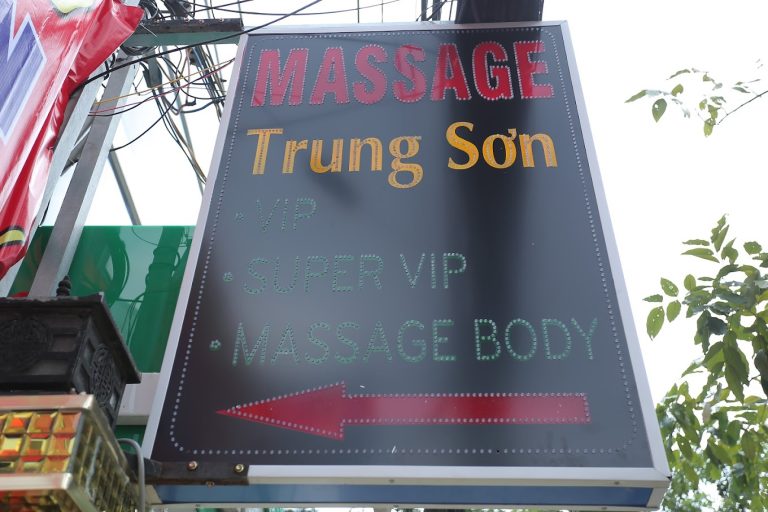 MASSAGE
Trung Sơn
• VIP
• SUPER VIP
• MASSAGE BODY